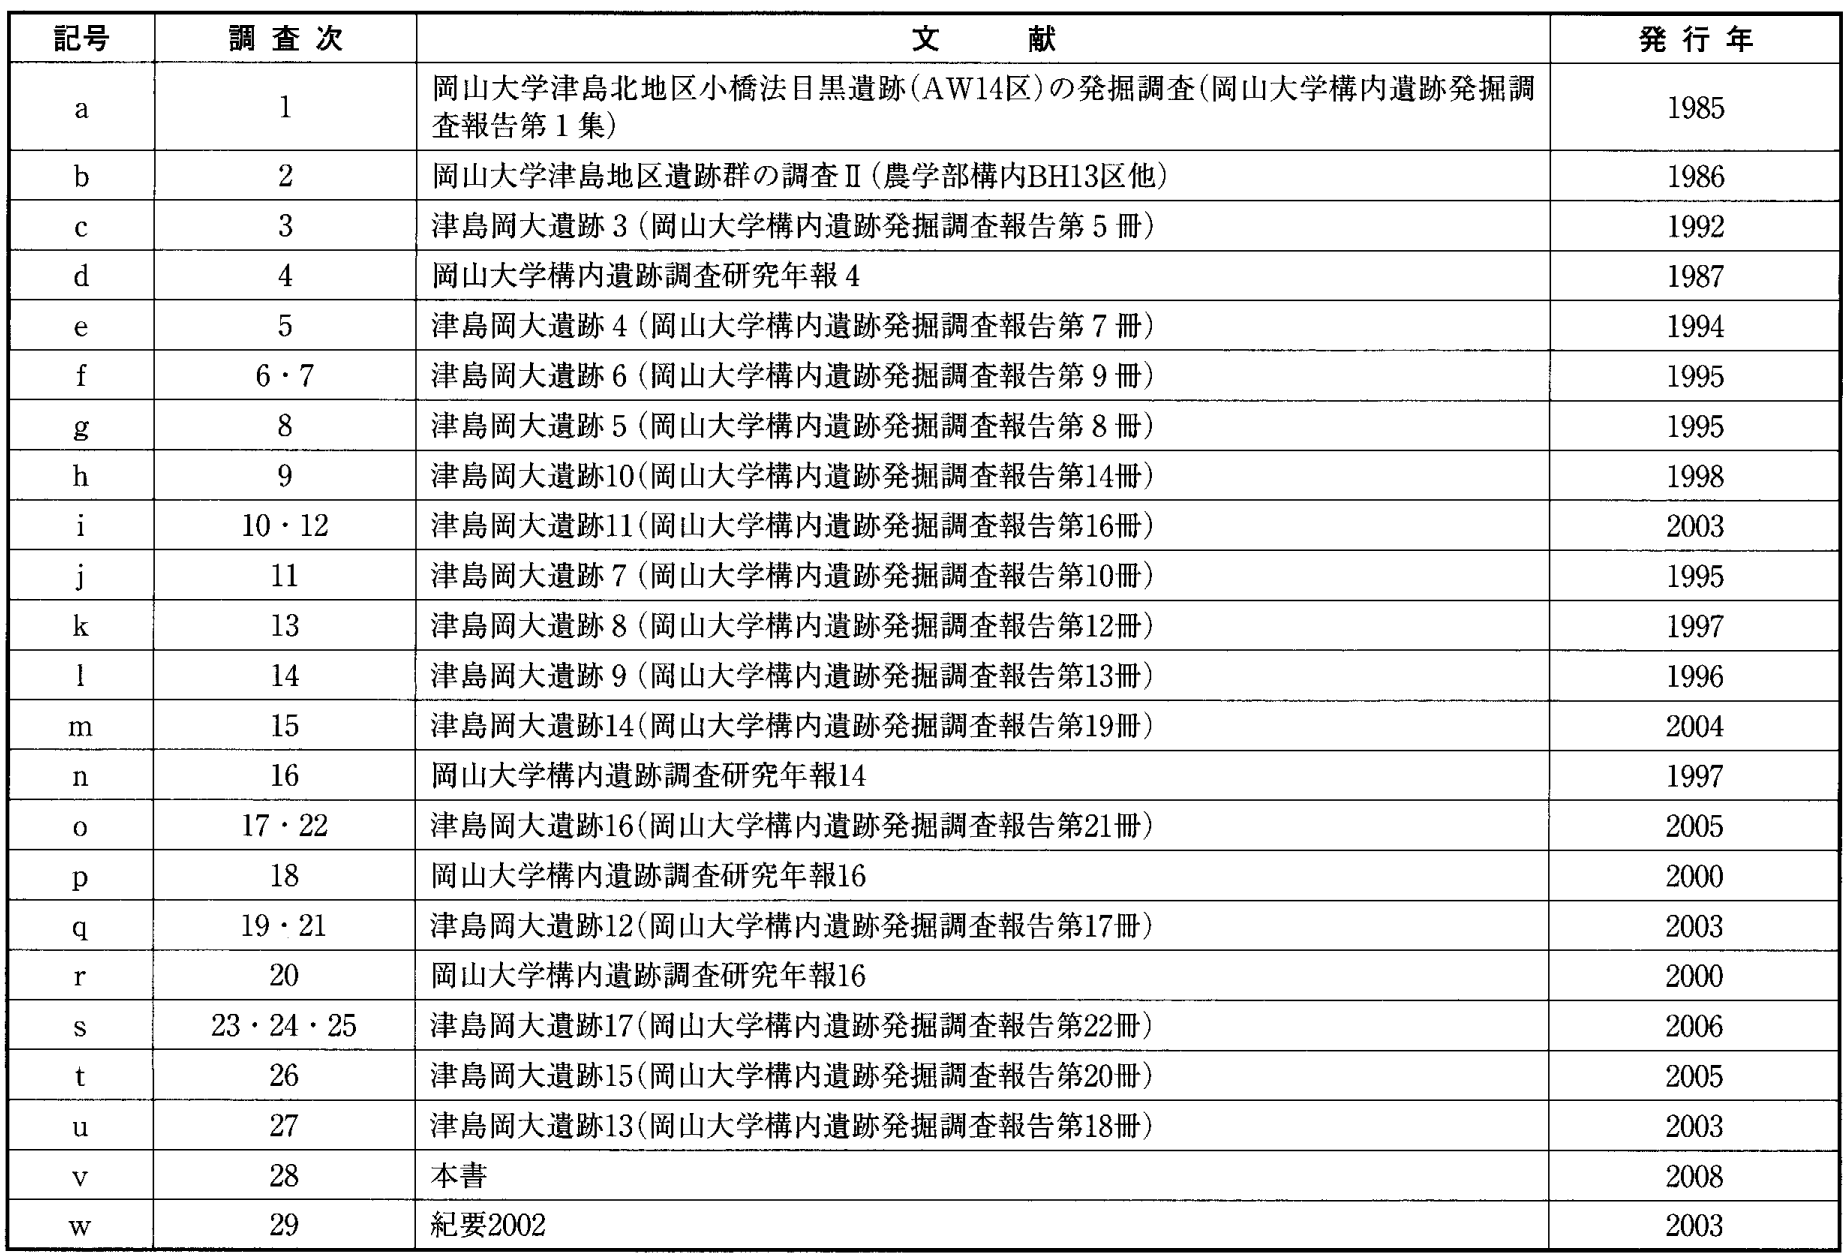 記号 調査次 文献 発行年
a 1 岡山大学津島北地区小橋法目黒遺跡(AW14区)の発掘調査(岡山大学構内遺跡発掘調
査報告第1集) 1985
b 2 岡山大学津島地区遺跡群の調査Ⅱ(農学部構内BH13区他) 1986
c 3 津島岡大遺跡3(岡山大学構内遺跡発掘調査報告第5冊) 1992
d 4 岡山大学構内遺跡調査研究年報4 1987
e 5 津島岡大遺跡4(岡山大学構内遺跡発掘調査報告第7冊) 1994
f 6・7 津島岡大遺跡6(岡山大学構内遺跡発掘調査報告第9冊) 1995
g 8 津島岡大遺跡5(岡山大学構内遺跡発掘調査報告第8冊) 1995
h 9 津島岡大遺跡10(岡山大学構内遺跡発掘調査報告第14冊) 1998
i 10・12 津島岡大遺跡11(岡山大学構内遺跡発掘調査報告第16冊) 2003
j 11 津島岡大遺跡7(岡山大学構内遺跡発掘調査報告第10冊) 1995
k 13 津島岡大遺跡8(岡山大学構内遺跡発掘調査報告第12冊) 1997
l 14 津島岡大遺跡9(岡山大学構内遺跡発掘調査報告第13冊) 1996
m 15 津島岡大遺跡14(岡山大学構内遺跡発掘調査報告第19冊) 2004
n 16 岡山大学構内遺跡調査研究年報14 1997
o 17・22 津島岡大遺跡16(岡山大学構内遺跡発掘調査報告第21冊) 2005
p 18 岡山大学構内遺跡調査研究年報16 2000
q 19・21 津島岡大遺跡12(岡山大学構内遺跡発掘調査報告第17冊) 2003
r 20 岡山大学構内遺跡調査研究年報16 2000
s 23・24・25 津島岡大遺跡17(岡山大学構内遺跡発掘調査報告第22冊) 2006
t 26 津島岡大遺跡15(岡山大学構内遺跡発掘調査報告第20冊) 2005
u 27 津島岡大遺跡13(岡山大学構内遺跡発掘調査報告第18冊) 2003
v 28 本書 2008
w 29 紀要2002 2003